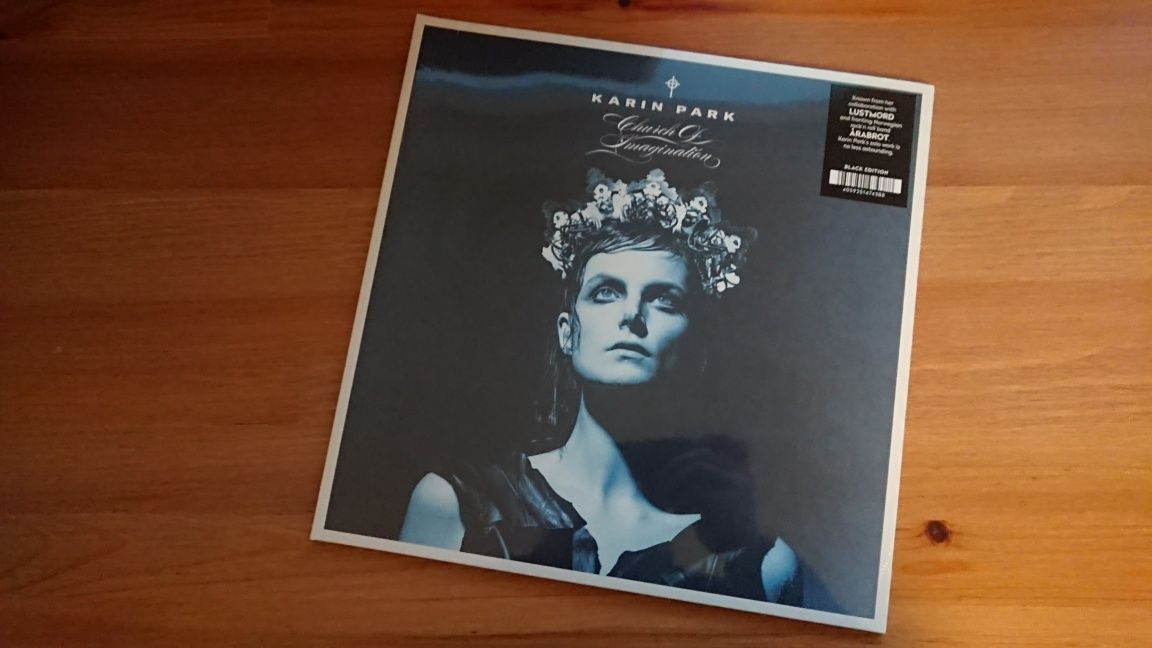 KARIN PARK
Church Of
Imagination
Known from her
collaboration with
LUSTMORD
and fronting Norwegian
rock'n roll band
ÅRABROT,
Karin Park's solo work is
no less astounding.
BLACK EDITION